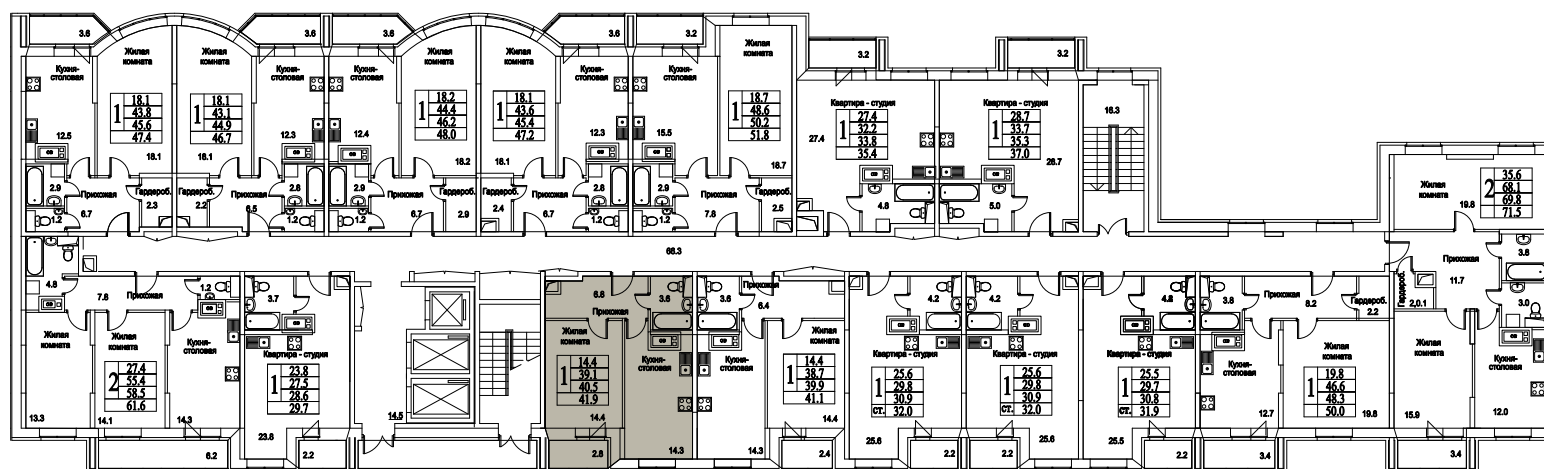 3.6
3.6
3.6
3.6
3.2
Жилая
комната
Жилая
комната
Жилая
комната
Жилая
комната
Жилая
комната
3.2
3.2
Кухня-
столовая
Кухня-
столовая
Кухня-
столовая
Кухня-
столовая
Кухня-
столовая
1
18.1
43.8
45.6
47.4
1
18.1
43.1
44.9
46.7
1
18.2
44.4
46.2
48.0
1
18.1
43.6
45.4
47.2
1
18.7
48.6
50.2
51.8
Квартира - студия
1
27.4
32.2
33.8
35.4
Квартира - студия
1
28.7
33.7
35.3
37.0
16.3
12.5
18.1
18.1
12.3
12.4
18.2
18.1
12.3
15.5
18.7
27.4
28.7
2.9
Прихожая
Гардероб.
2.3
6.7
1.2
Гардероб.
2.2
Прихожая
6.5
2.8
1.2
2.9
1.2
Прихожая
6.7
Гардероб.
2.9
Гардероб.
2.4
Прихожая
6.7
2.8
1.2
2.9
1.2
Прихожая
7.8
Гардероб.
2.5
4.8
5.0
Жилая
комната
19.8
2
35.6
68.1
69.8
71.5
68.3
4.8
7.8
Прихожая
1.2
3.7
6.8
3.6
Прихожая
3.6
Прихожая
6.4
4.2
4.2
4.2
3.8
Прихожая
8.2
Гардероб.
2.2
Гардероб.
2,0.1
Прихожая
11.7
3.8
3.0
Жилая
комната
Жилая
комната
Кухня-
столовая
2
27.4
55.4
58.5
61.6
13.3
14.1
14.3
6.2
Квартира - студия
1
23.8
27.5
28.6
29.7
23.8
2.2
14.5
Жилая
комната
Кухня-
столовая
1
14.4
39.1
40.5
41.9
14.4
14.3
2.8
Кухня-
столовая
Жилая
комната
1
14.4
38.7
39.9
41.1
14.3
14.4
2.4
Квартира - студия
1
ст.
25.6
29.8
30.9
32.0
25.6
2.2
Квартира - студия
1
ст.
25.6
29.8
30.9
32.0
25.6
2.2
Квартира - студия
1
ст.
25.5
29.7
30.8
31.9
25.5
2.2
Кухня-
столовая
Жилая
комната
1
19.8
46.6
48.3
50.0
12.7
19.8
3.4
Жилая
комната
15.9
3.4
Кухня-
столовая
12.0